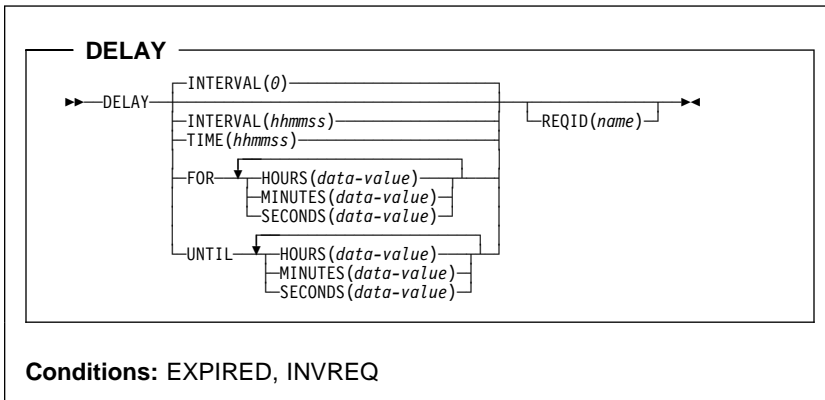 DELAY
INTERVAL(0)
DELAY
INTERVAL(hhmmss)
REQID(name)
TIME(hhmmss)
FOR HOURS(data-value)
MINUTES(data-value)
SECONDS(data-value)
UNTIL HOURS(data-value)
MINUTES(data-value)
SECONDS(data-value)
Conditions: EXPIRED, INVREQ